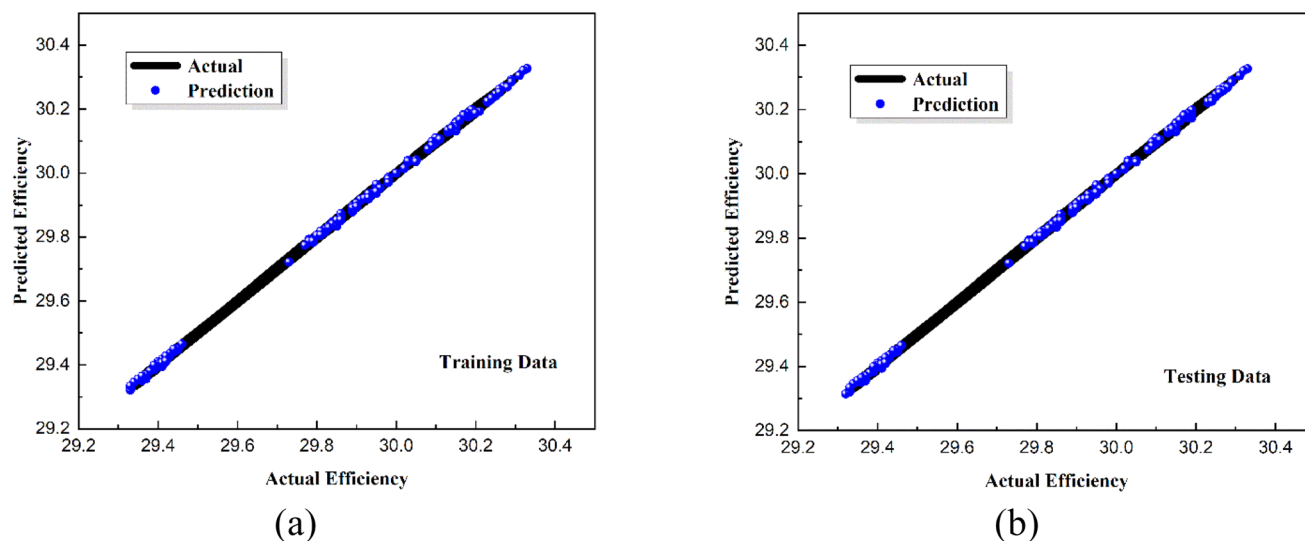 30.4
30.2
30.0
29.8
29.6
29.4
29.2
Predicted Efficiency
Actual
Prediction
Training Data
29.2 29.4 29.6 29.8 30.0 30.2 30.4
Actual Efficiency
(a)
30.4
30.2
30.0
29.8
29.6
29.4
29.2
Predicted Efficiency
Actual
Prediction
Testing Data
29.2 29.4 29.6 29.8 30.0 30.2 30.4
Actual Efficiency
(b)